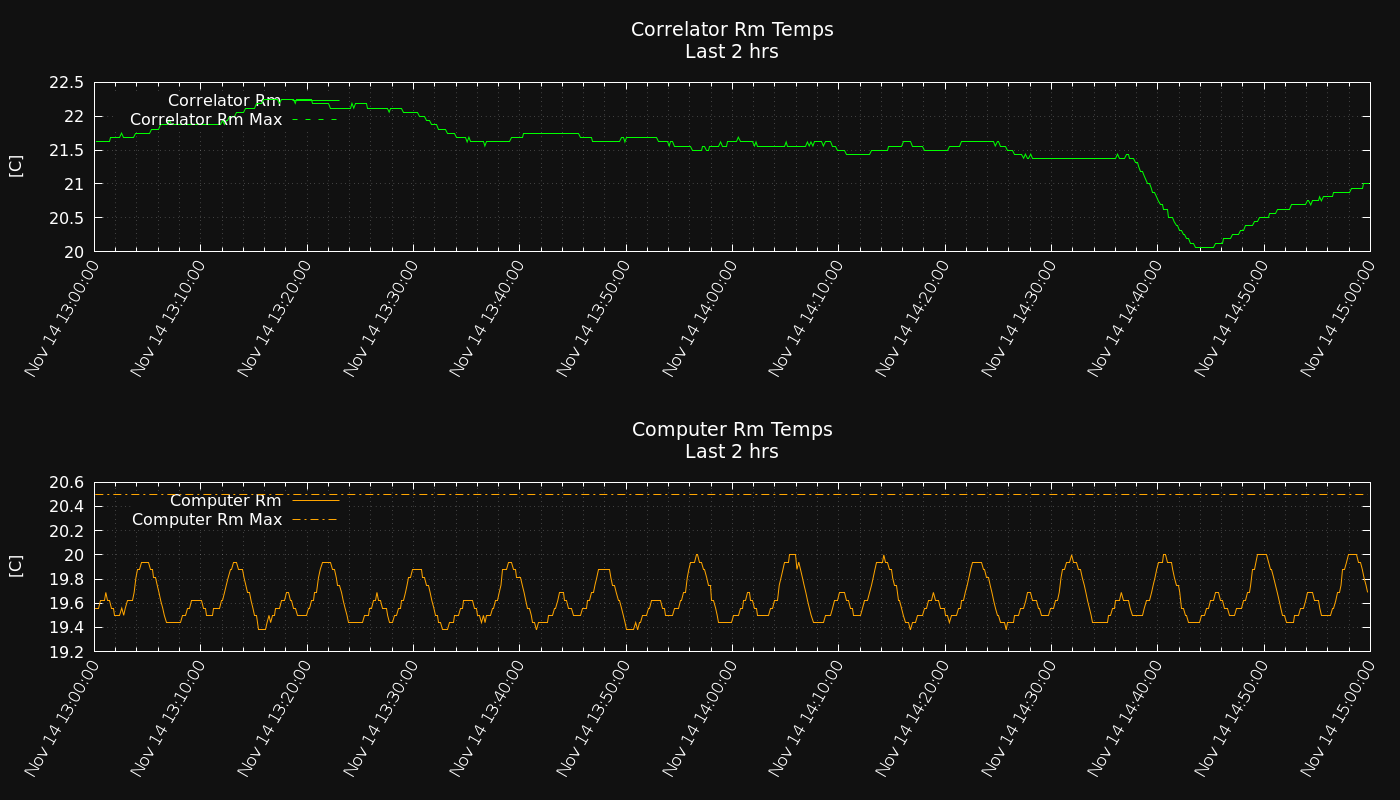 Correlator Rm Temps
Last 2 hrs
22.5
22
21.5
21
20.5
20
[C]
Correlator Rm
Correlator Rm Max
Nov 14 13:00:00
Nov 14 13:10:00
Nov 14 13:20:00
Nov 14 13:30:00
Nov 14 13:40:00
Nov 14 13:50:00
Nov 14 14:00:00
Nov 14 14:10:00
Nov 14 14:20:00
Nov 14 14:30:00
Nov 14 14:40:00
Nov 14 14:50:00
Nov 14 15:00:00
Computer Rm Temps
Last 2 hrs
20.6
20.4
20.2
20
19.8
19.6
19.4
19.2
[C]
Computer Rm
Computer Rm Max
Nov 14 13:00:00
Nov 14 13:10:00
Nov 14 13:20:00
Nov 14 13:30:00
Nov 14 13:40:00
Nov 14 13:50:00
Nov 14 14:00:00
Nov 14 14:10:00
Nov 14 14:20:00
Nov 14 14:30:00
Nov 14 14:40:00
Nov 14 14:50:00
Nov 14 15:00:00